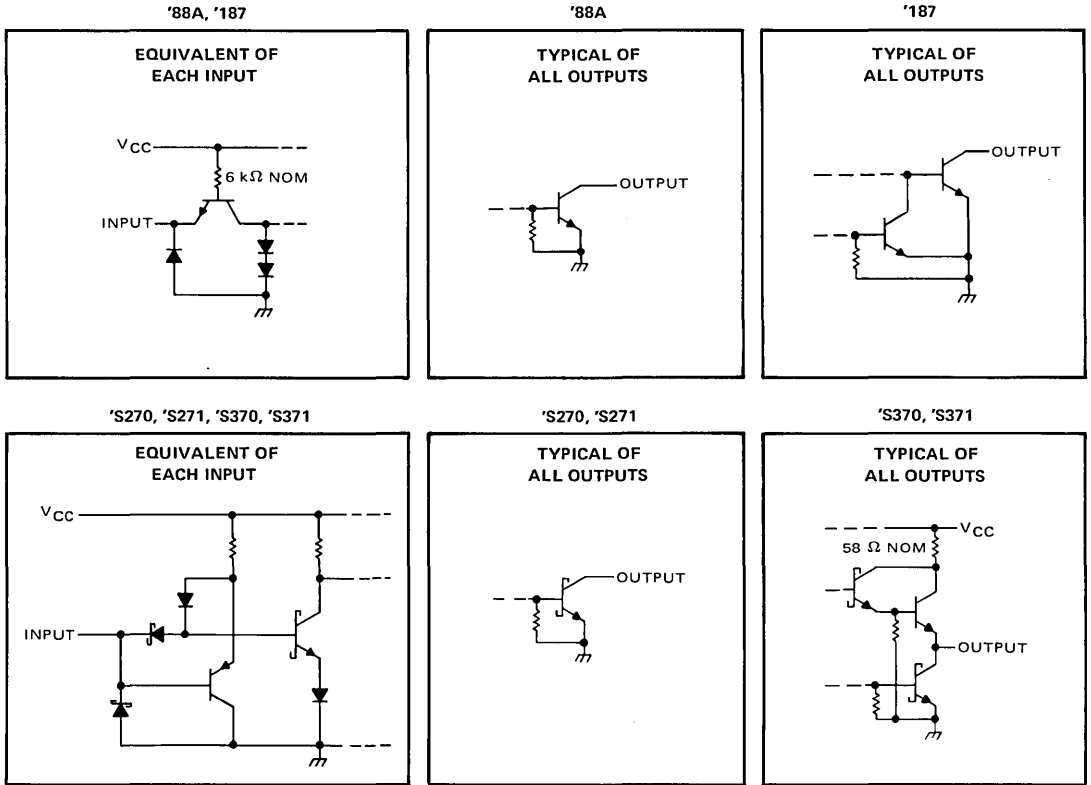 '88A, '187
EQUIVALENT OF
EACH INPUT
VCC
6 kΩ NOM
INPUT
'88A
TYPICAL OF
ALL OUTPUTS
OUTPUT
'187
TYPICAL OF
ALL OUTPUTS
OUTPUT
'S270, 'S271, 'S370, 'S371
EQUIVALENT OF
EACH INPUT
VCC
INPUT
'S270, 'S271
TYPICAL OF
ALL OUTPUTS
OUTPUT
'S370, 'S371
TYPICAL OF
ALL OUTPUTS
VCC
58 Ω NOM
OUTPUT